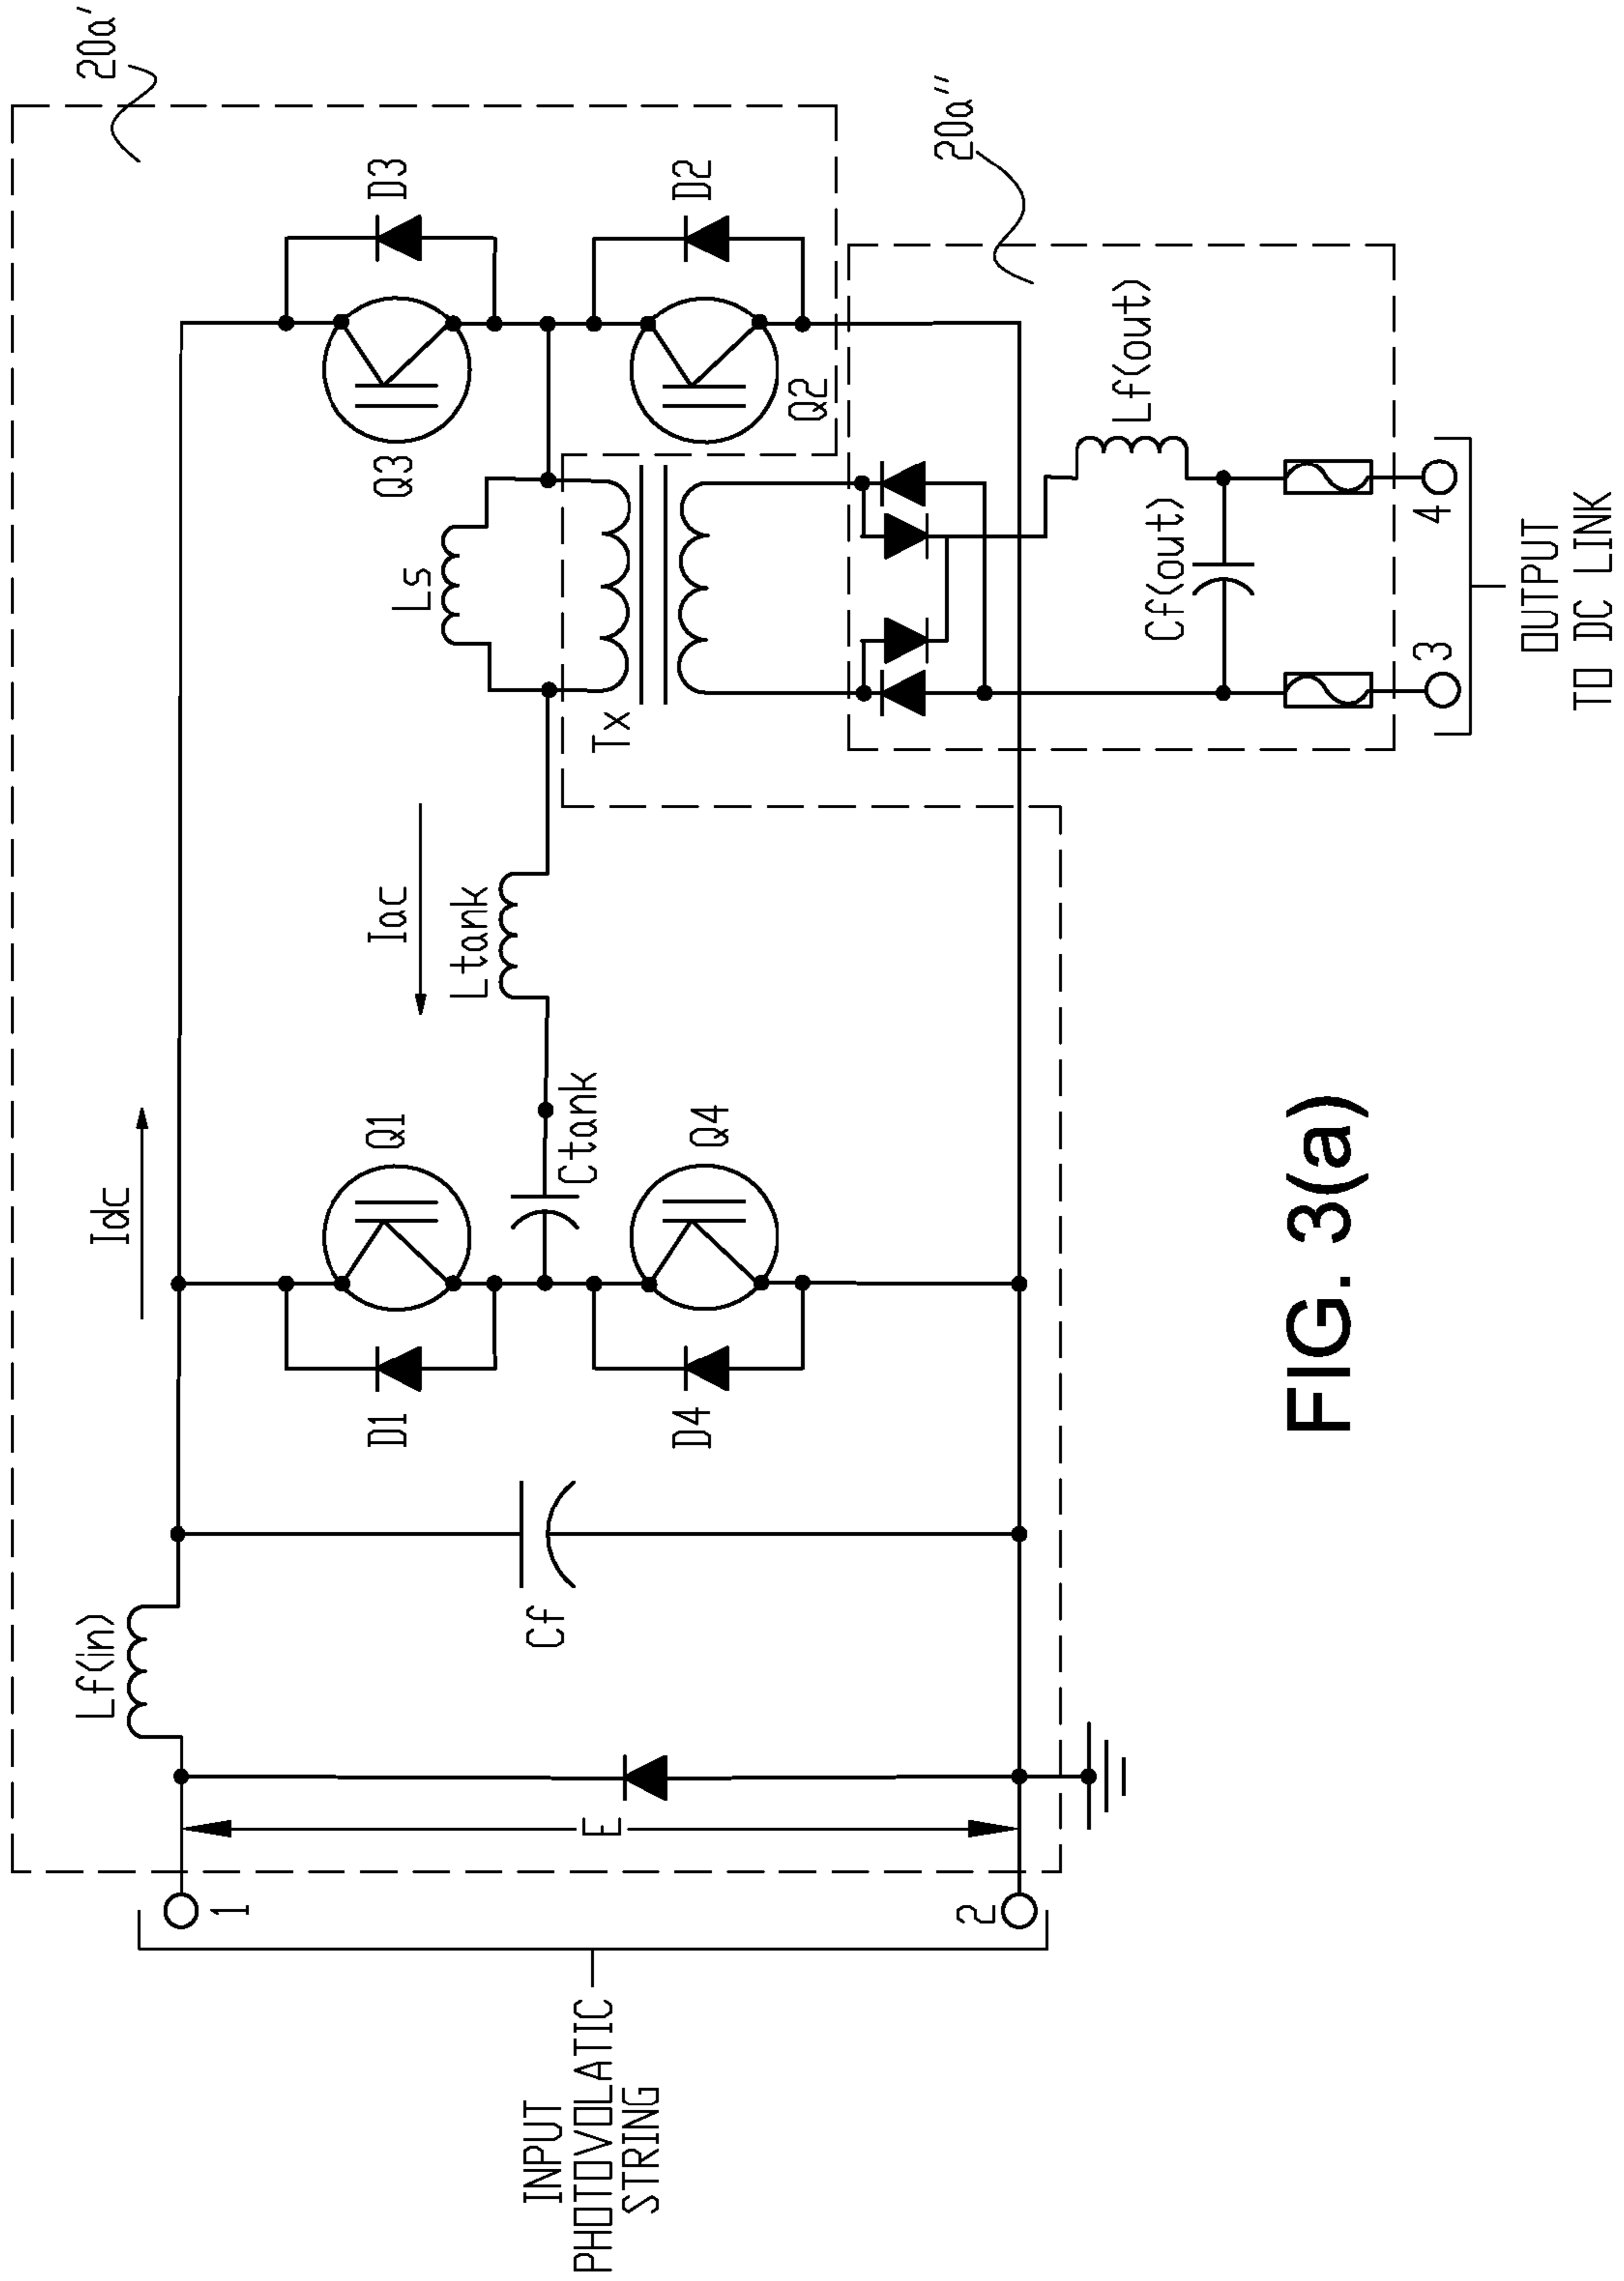 20a'
Idc
Lf(in)
D3
Q3
D2
Q2
Iac
Ls
Ltank
Q1
D1
Ctank
Q4
D4
Cf
Tx
E
1
2
INPUT
PHOTOVOLATIC
STRING
20a''
Lf(out)
Cf(out)
4
3
OUTPUT
TO DC LINK
FIG. 3(a)